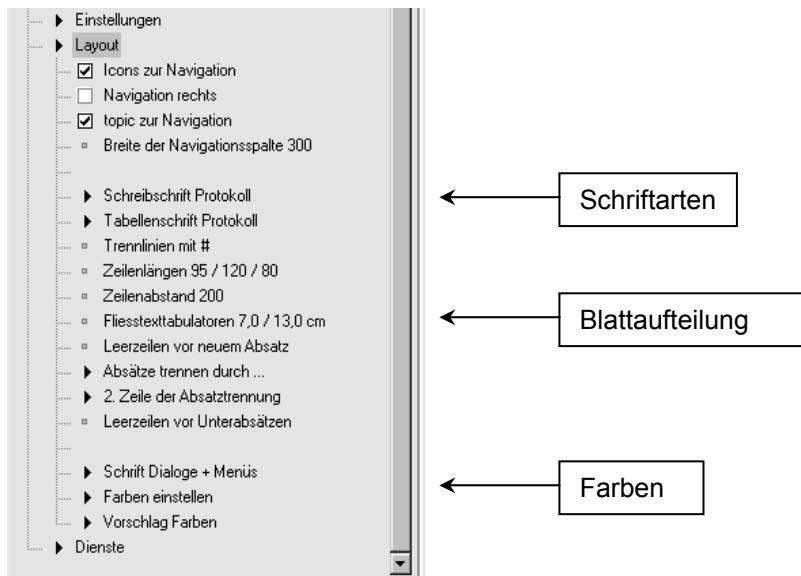 Einstellungen
Layout
Icons zur Navigation
Navigation rechts
topic zur Navigation
Breite der Navigationsspalte 300
Schreibschrift Protokoll
Tabellenschrift Protokoll
Trennlinien mit #
Zeilenlängen 95 / 120 / 80
Zeilenabstand 200
Fliesstexttabulatoren 7,0 / 13,0 cm
Leerzeilen vor neuem Absatz
Absätze trennen durch ...
2. Zeile der Absatztrennung
Leerzeilen vor Unterabsätzen
Schrift Dialoge + Menüs
Farben einstellen
Vorschlag Farben
Dienste
Schriftarten
Blattaufteilung
Farben